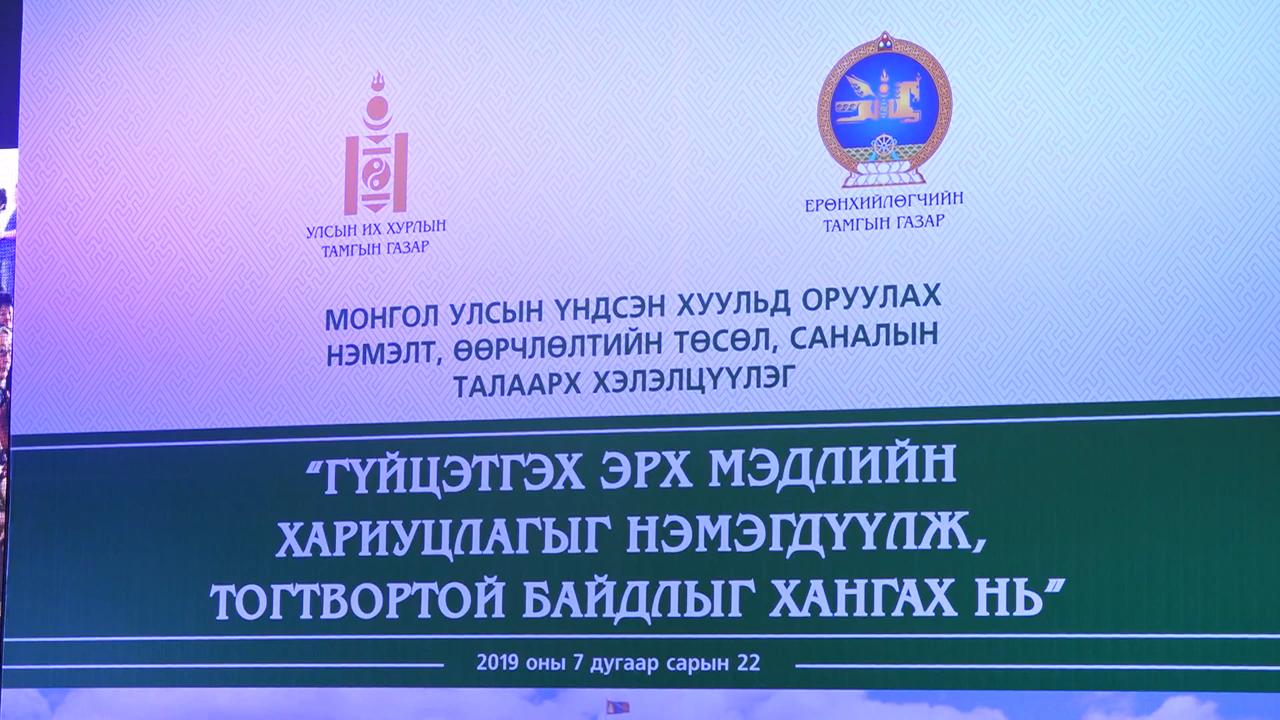 УЛСЫН ИХ ХУРЛЫН
ТАМГЫН ГАЗАР
ЕРӨНХИЙЛӨГЧИЙН
ТАМГЫН ГАЗАР
МОНГОЛ УЛСЫН ҮНДСЭН ХУУЛЬД ОРУУЛАХ
НЭМЭЛТ, ӨӨРЧЛӨЛТИЙН ТӨСӨЛ, САНАЛЫН
ТАЛААРХ ХЭЛЭЛЦҮҮЛЭГ
“ГҮЙЦЭТГЭХ ЭРХ МЭДЛИЙН
ХАРИУЦЛАГЫГ НЭМЭГДҮҮЛЖ,
ТОГТВОРТОЙ БАЙДЛЫГ ХАНГАХ НЬ”
2019 оны 7 дугаар сарын 22